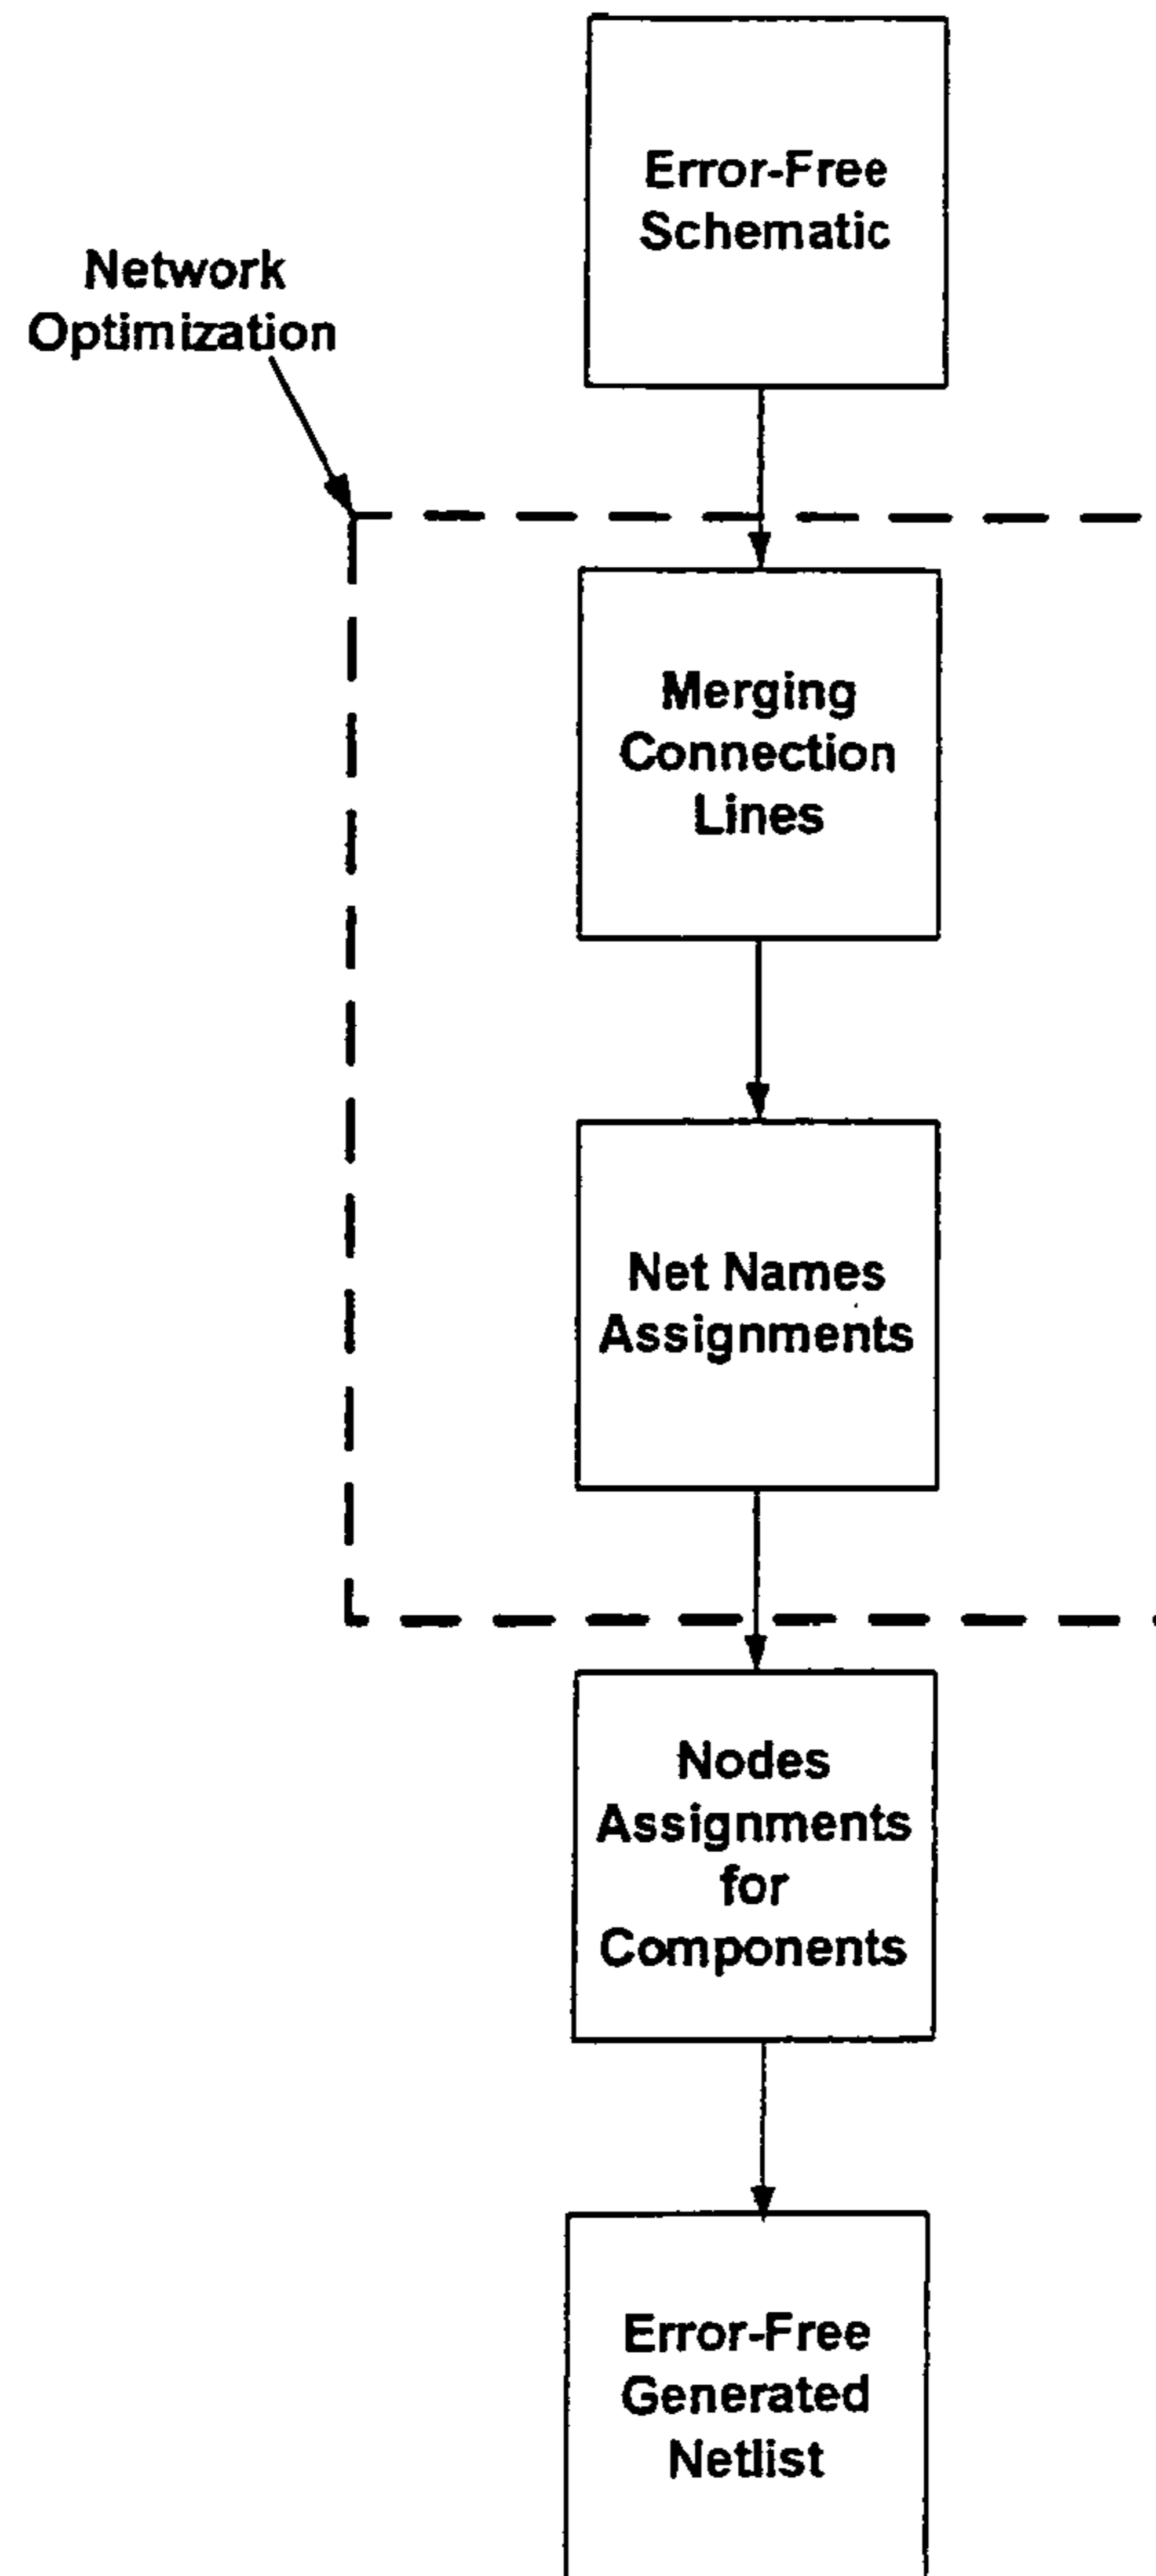 Error-Free
Schematic
Network
Optimization
Merging
Connection
Lines
Net Names
Assignments
Nodes
Assignments
for
Components
Error-Free
Generated
Netlist